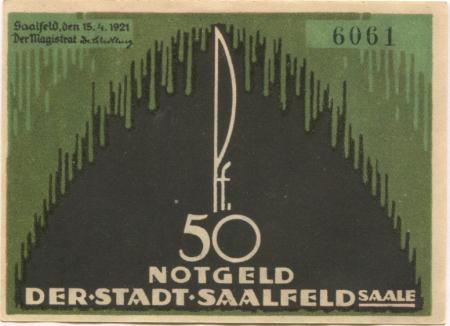 Saalfeld, den 15.4.1921
Der Magistrat
6061
Pf.
50
NOTGELD
DER·STADT·SAALFELD SAALE